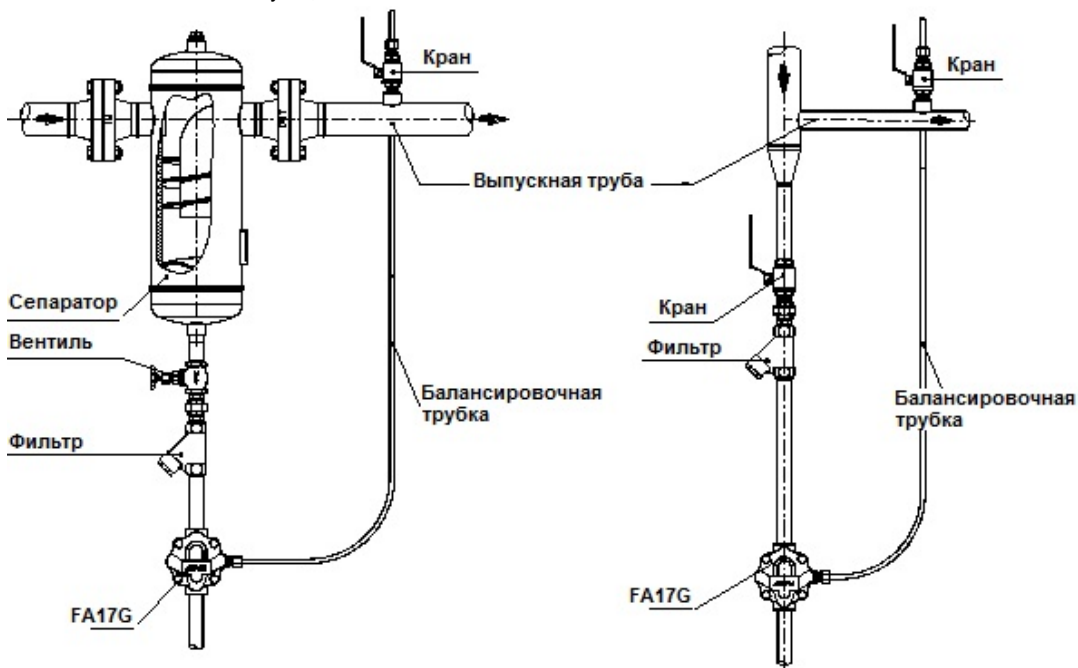 Кран
Кран
Выпускная труба
Сепаратор
Кран
Вентиль
Фильтр
Балансировочная
трубка
Балансировочная
трубка
Фильтр
FA17G
FA17G